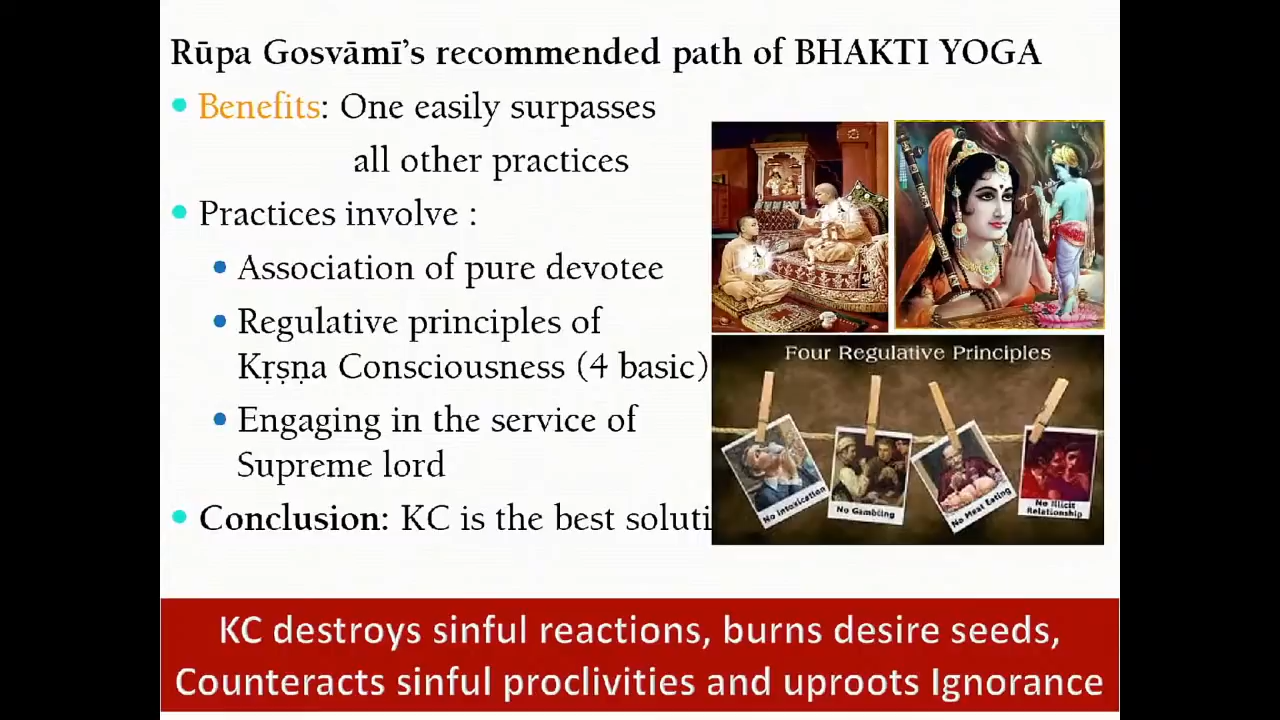 Rūpa Gosvāmī’s recommended path of BHAKTI YOGA
Benefits: One easily surpasses
all other practices
Practices involve :
Association of pure devotee
Regulative principles of
Kṛṣṇa Consciousness (4 basic)
Engaging in the service of
Supreme lord
Conclusion: KC is the best soluti
Four Regulative Principles
No Intoxication
No Gambling
No Meat Eating
No Illicit
Relationship
KC destroys sinful reactions, burns desire seeds,
Counteracts sinful proclivities and uproots Ignorance